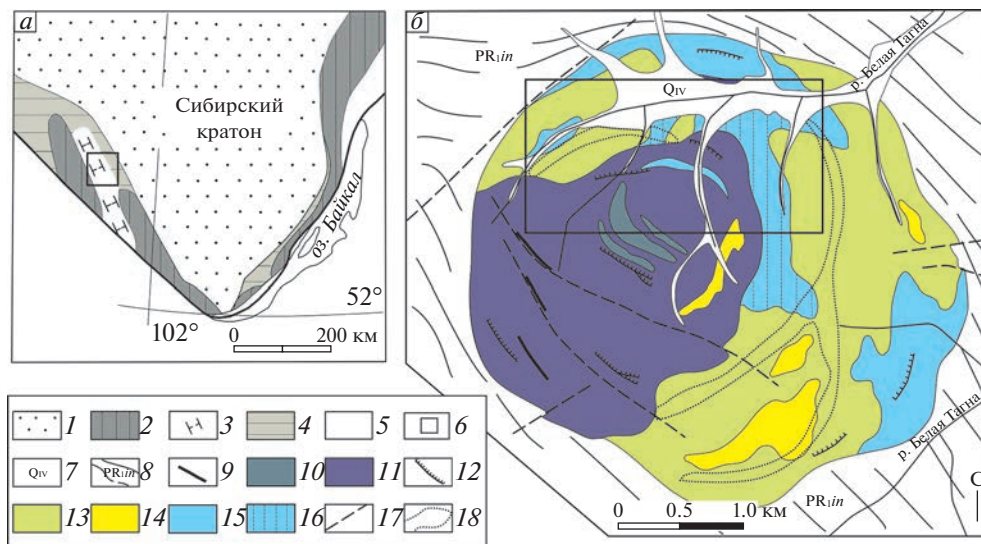 а
Сибирский
кратон
оз. Байкал
52°
102°
0 200 км
б
PR₁in
р. Белая Тагна
QIV
р. Белая Тагна
PR₁in
С
0 0.5 1.0 км
1 2 3 4 5 6
QIV 7 PR₁in 8 9 10 11 12
13 14 15 16 17 18